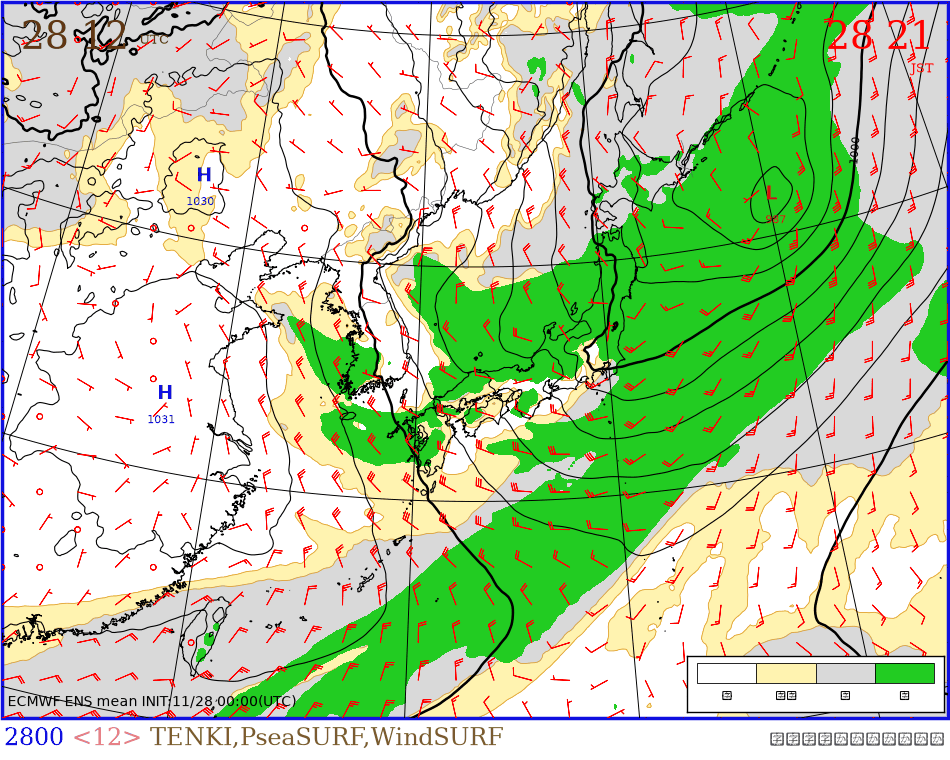 28 12 UTC
28 21
JST
1000
H
1030
L
H
1031
ECMWF ENS mean INIT:11/28 00:00(UTC)
2800 <12> TENKI,PseaSURF,WindSURF